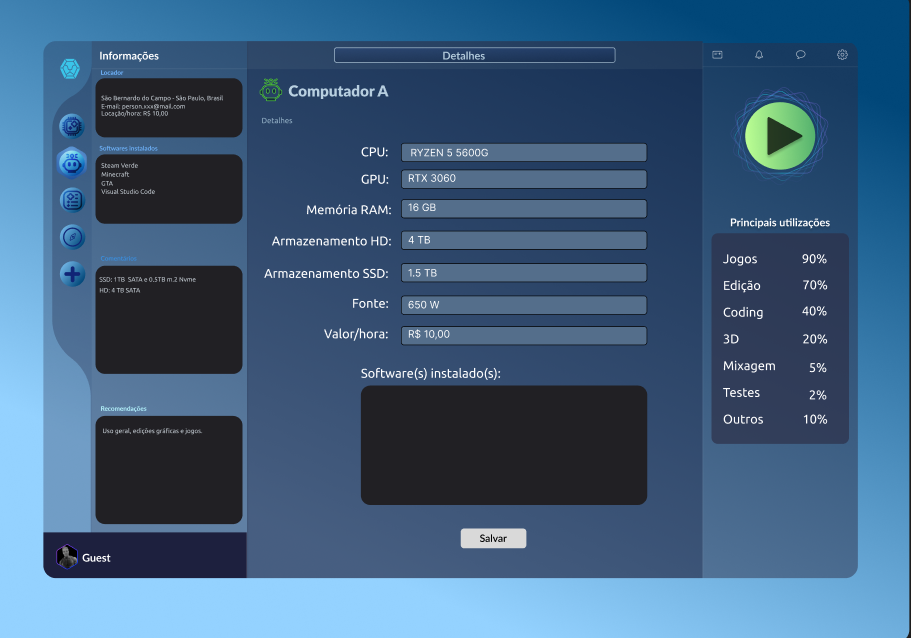 Informações
Locador
São Bernardo do Campo - São Paulo, Brasil
E-mail: person.xxx@mail.com
Locação/hora: R$ 10,00
Softwares instalados
Steam Verde
Minecraft
GTA
Visual Studio Code
Comentários
SSD: 1TB SATA e 0.5TB m.2 Nvme
HD: 4 TB SATA
Recomendações
Uso geral, edições gráficas e jogos.
Guest
Detalhes
Computador A
Detalhes
CPU: RYZEN 5 5600G
GPU: RTX 3060
Memória RAM: 16 GB
Armazenamento HD: 4 TB
Armazenamento SSD: 1.5 TB
Fonte: 650 W
Valor/hora: R$ 10,00
Software(s) instalado(s):
Salvar
Principais utilizações
Jogos 90%
Edição 70%
Coding 40%
3D 20%
Mixagem 5%
Testes 2%
Outros 10%